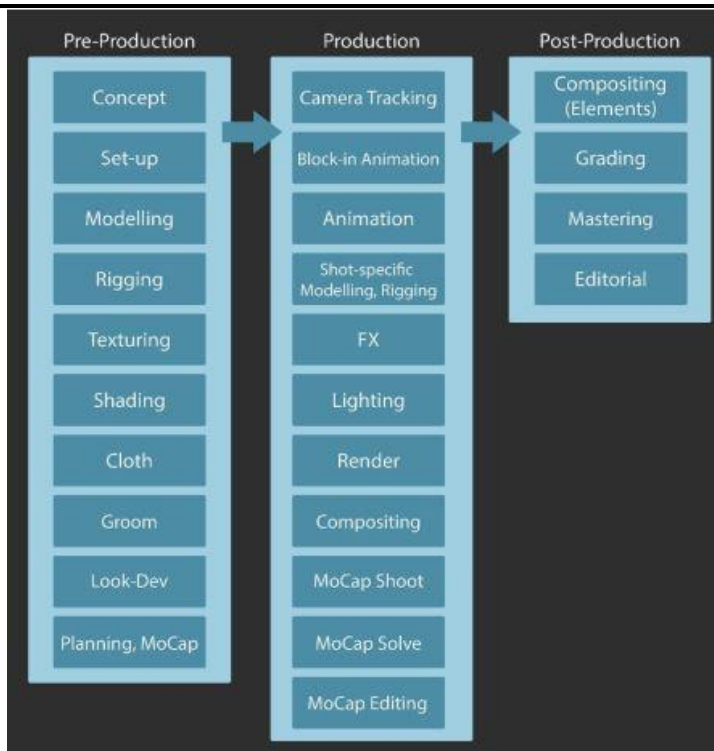 Pre-Production
Concept
Set-up
Modelling
Rigging
Texturing
Shading
Cloth
Groom
Look-Dev
Planning, MoCap
Production
Camera Tracking
Block-in Animation
Animation
Shot-specific
Modelling, Rigging
FX
Lighting
Render
Compositing
MoCap Shoot
MoCap Solve
MoCap Editing
Post-Production
Compositing
(Elements)
Grading
Mastering
Editorial